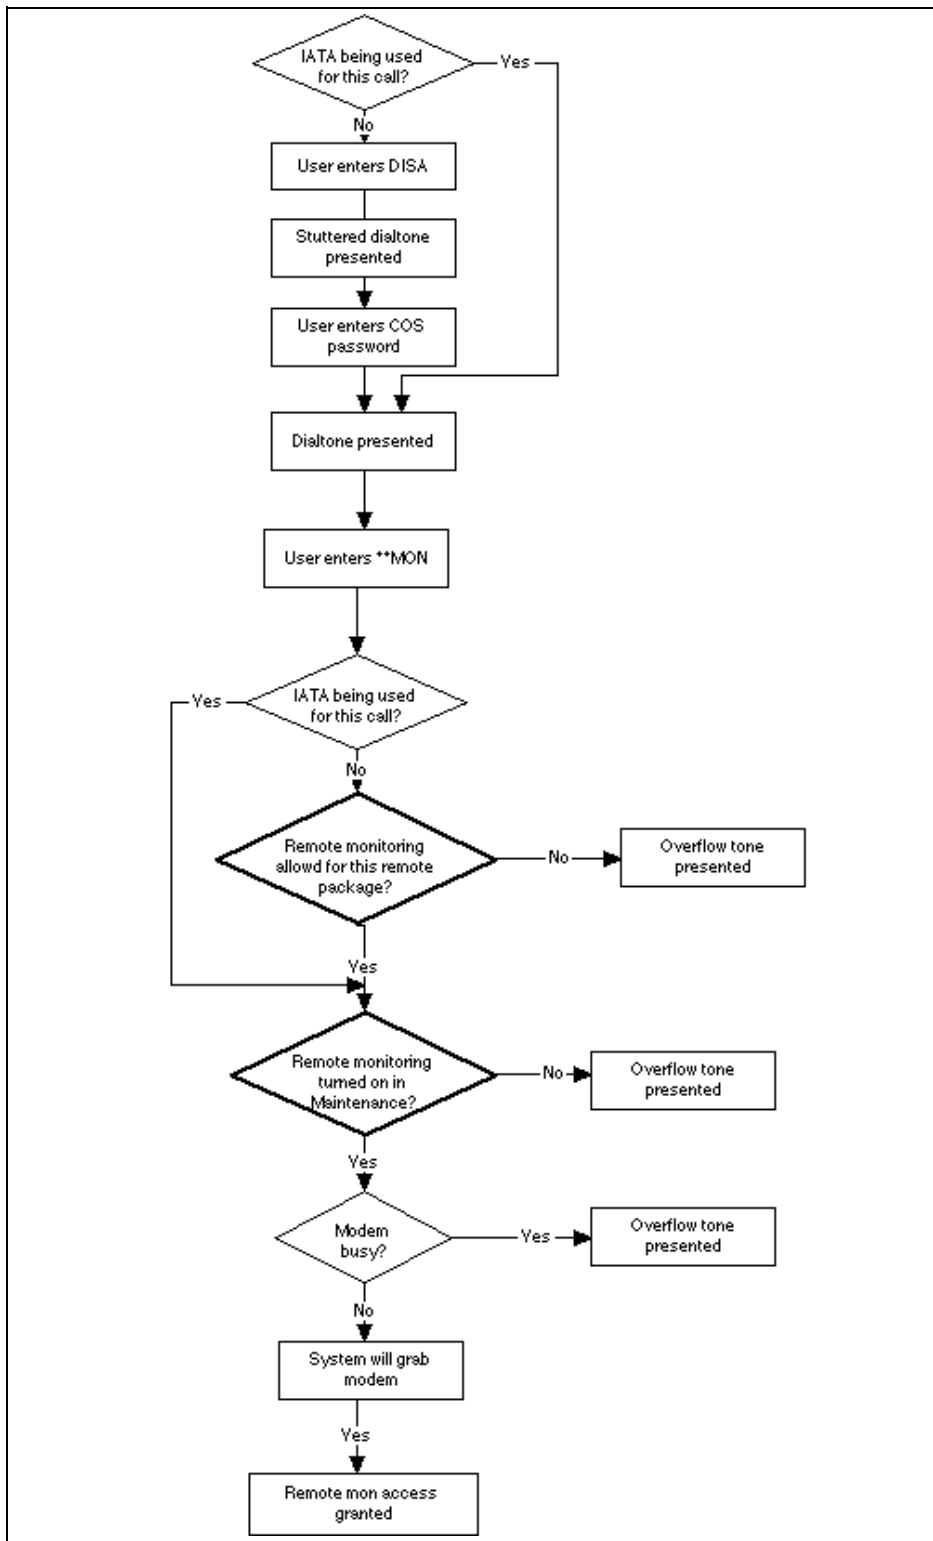 IATA being used
for this call?
Yes
No
User enters DISA
Stuttered dialtone
presented
User enters COS
password
Dialtone presented
User enters **MON
IATA being used
for this call?
Yes
No
Remote monitoring
allowd for this remote
package?
No
Overflow tone
presented
Yes
Remote monitoring
turned on in
Maintenance?
No
Overflow tone
presented
Yes
Modem
busy?
Yes
Overflow tone
presented
No
System will grab
modem
Yes
Remote mon access
granted